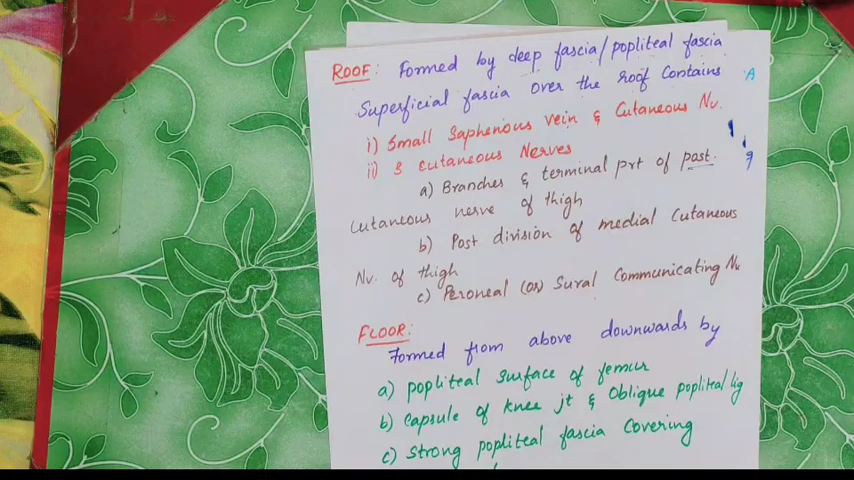 ROOF: Formed by deep fascia/popliteal fascia
Superficial fascia over the roof contains
i) Small Saphenous vein & Cutaneous Nv.
ii) 3 cutaneous Nerves
a) Branches & terminal prt of post.
cutaneous nerve of thigh
b) Post division of medial cutaneous
Nv. of thigh
c) Peroneal (or) Sural Communicating Nv
FLOOR:
Formed from above downwards by
a) popliteal surface of femur
b) Capsule of knee jt & Oblique popliteal lig
c) Strong popliteal fascia Covering